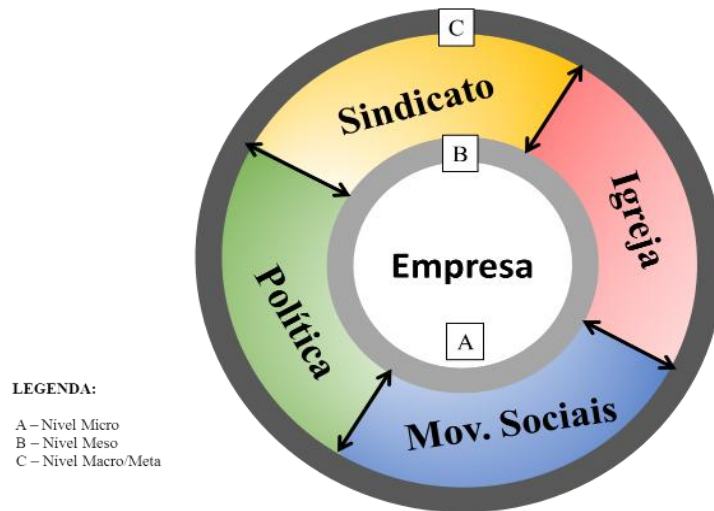 C
Sindicato
B
Igreja
Empresa
Política
A
Mov. Sociais
LEGENDA:
A – Nível Micro
B – Nível Meso
C – Nível Macro/Meta